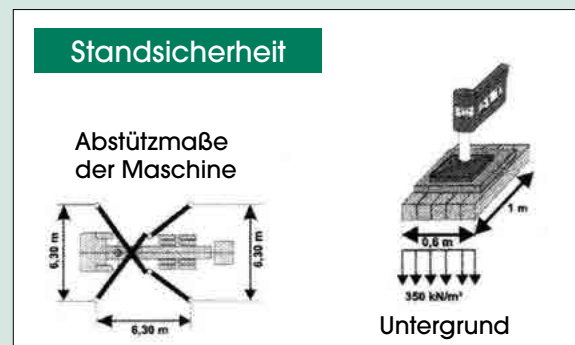 Standsicherheit
Abstützmaße
der Maschine
6,30 m
6,30 m
6,30 m
1 m
0,6 m
350 kN/m²
Untergrund